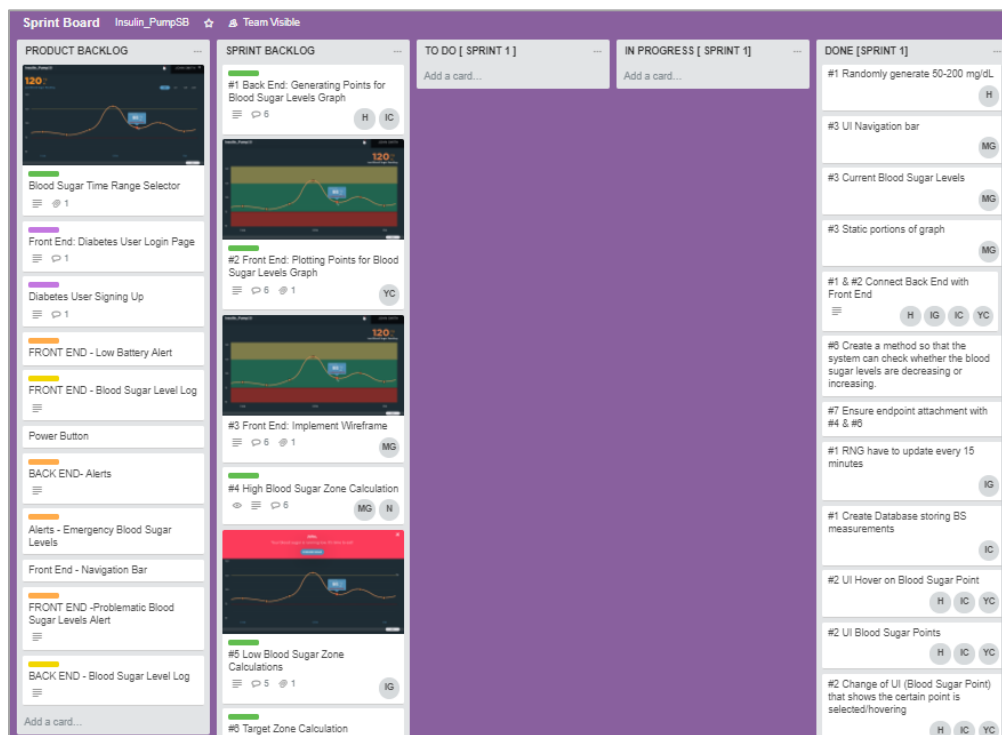 Sprint Board Insulin_PumpSB Team Visible
PRODUCT BACKLOG
Insulin_PumpSB
120
Blood Sugar Time Range Selector
1
Front End: Diabetes User Login Page
1
Diabetes User Signing Up
1
FRONT END - Low Battery Alert
FRONT END - Blood Sugar Level Log
Power Button
BACK END- Alerts
Alerts - Emergency Blood Sugar
Levels
Front End - Navigation Bar
FRONT END -Problematic Blood
Sugar Levels Alert
BACK END - Blood Sugar Level Log
Add a card...
SPRINT BACKLOG
#1 Back End: Generating Points for
Blood Sugar Levels Graph
6 H IC
Insulin_PumpSB
120
#2 Front End: Plotting Points for Blood
Sugar Levels Graph
6 1 YC
Insulin_PumpSB
120
#3 Front End: Implement Wireframe
6 1 MG
#4 High Blood Sugar Zone Calculation
6 MG N
#5 Low Blood Sugar Zone
Calculations
5 1 IG
#6 Target Zone Calculation
TO DO [ SPRINT 1 ]
Add a card...
IN PROGRESS [ SPRINT 1]
Add a card...
DONE [SPRINT 1]
#1 Randomly generate 50-200 mg/dL
H
#3 UI Navigation bar
MG
#3 Current Blood Sugar Levels
MG
#3 Static portions of graph
MG
#1 & #2 Connect Back End with
Front End
H IG IC YC
#6 Create a method so that the
system can check whether the blood
sugar levels are decreasing or
increasing.
#7 Ensure endpoint attachment with
#4 & #6
#1 RNG have to update every 15
minutes
IG
#1 Create Database storing BS
measurements
IC
#2 UI Hover on Blood Sugar Point
H IC YC
#2 UI Blood Sugar Points
H IC YC
#2 Change of UI (Blood Sugar Point)
that shows the certain point is
selected/hovering
H IC YC